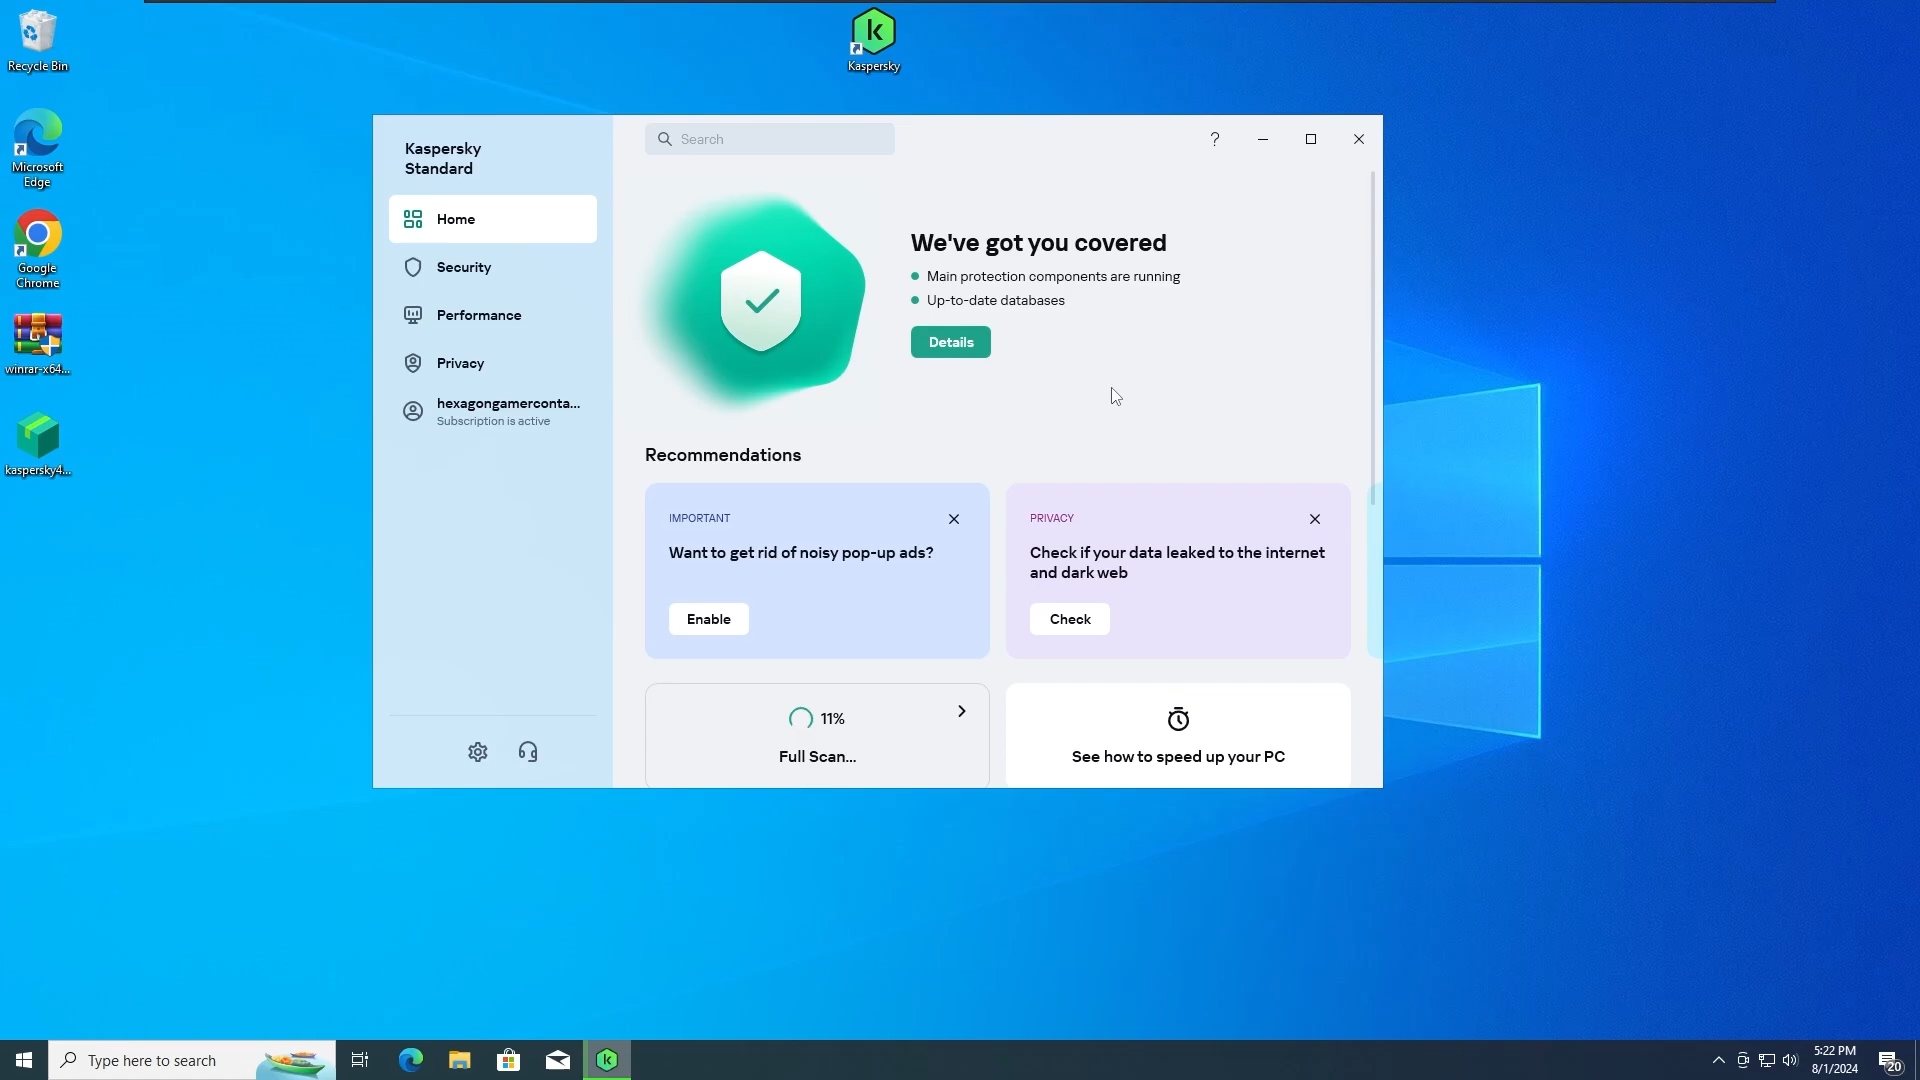 Recycle Bin
Kaspersky
Microsoft
Edge
Google
Chrome
winrar-x64...
kaspersky4...
Kaspersky
Standard
Search
?
Home
Security
Performance
Privacy
hexagongamerconta...
Subscription is active
We've got you covered
Main protection components are running
Up-to-date databases
Details
Recommendations
IMPORTANT
Want to get rid of noisy pop-up ads?
Enable
PRIVACY
Check if your data leaked to the internet
and dark web
Check
11%
Full Scan...
See how to speed up your PC
Type here to search
5:22 PM
8/1/2024
20